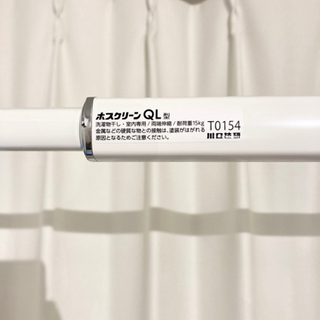 ホスクリーン QL型
洗濯物干し・室内専用/両端伸縮/耐荷重15kg
金属などの硬質な物との接触は、塗装がはがれる
原因となるためご注意ください。
T0154
川口技研